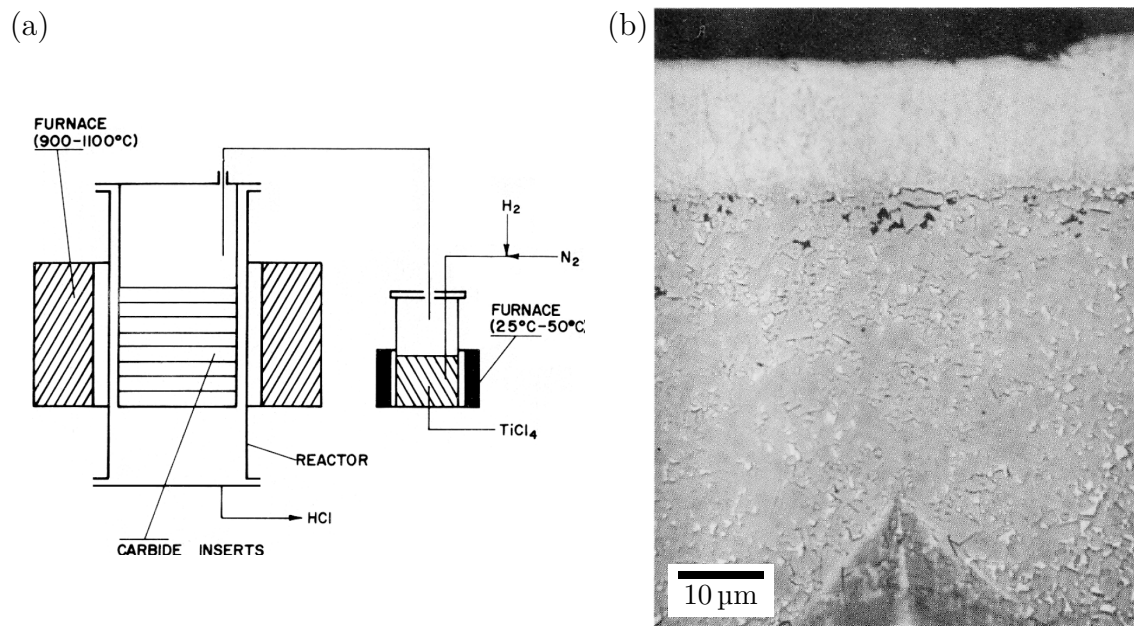 (a)
(b)
FURNACE
(900–1100°C)
H₂
N₂
FURNACE
(25°C–50°C)
TiCl₄
REACTOR
HCl
CARBIDE INSERTS
10 µm